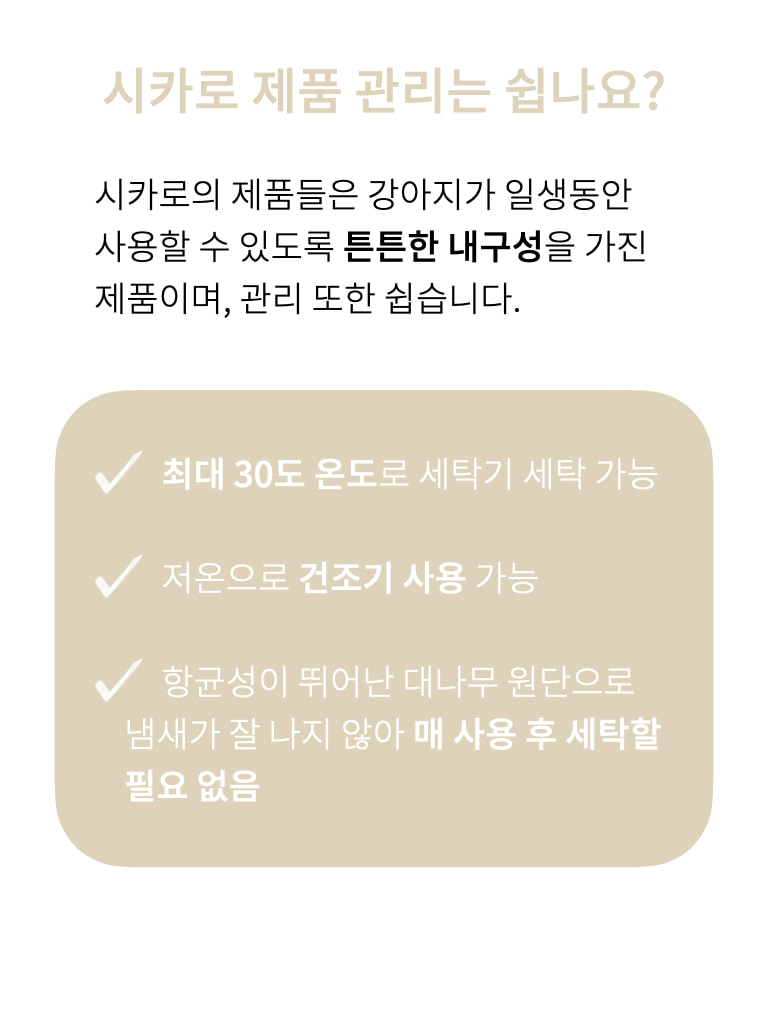 시카로 제품 관리는 쉽나요?
시카로의 제품들은 강아지가 일생동안
사용할 수 있도록 튼튼한 내구성을 가진
제품이며, 관리 또한 쉽습니다.
최대 30도 온도로 세탁기 세탁 가능
저온으로 건조기 사용 가능
항균성이 뛰어난 대나무 원단으로
냄새가 잘 나지 않아 매 사용 후 세탁할
필요 없음